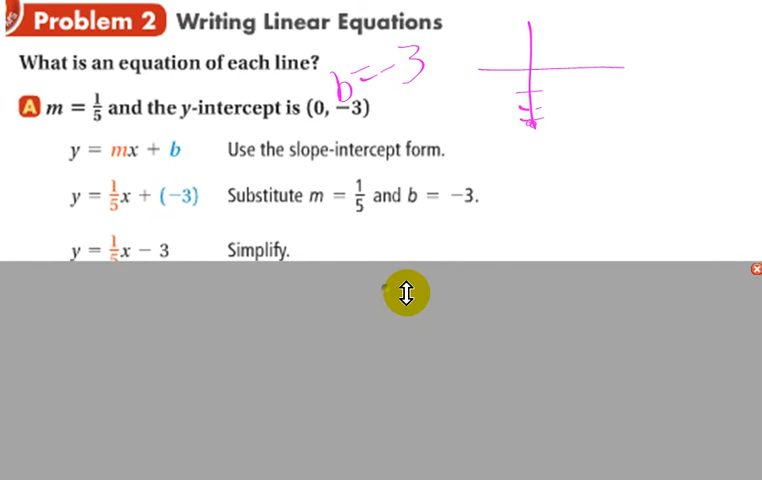 Problem 2 Writing Linear Equations
What is an equation of each line?
b = -3
A m = 1/5 and the y-intercept is (0, −3)
y = mx + b Use the slope-intercept form.
y = 1/5x + (−3) Substitute m = 1/5 and b = −3.
y = 1/5x − 3 Simplify.